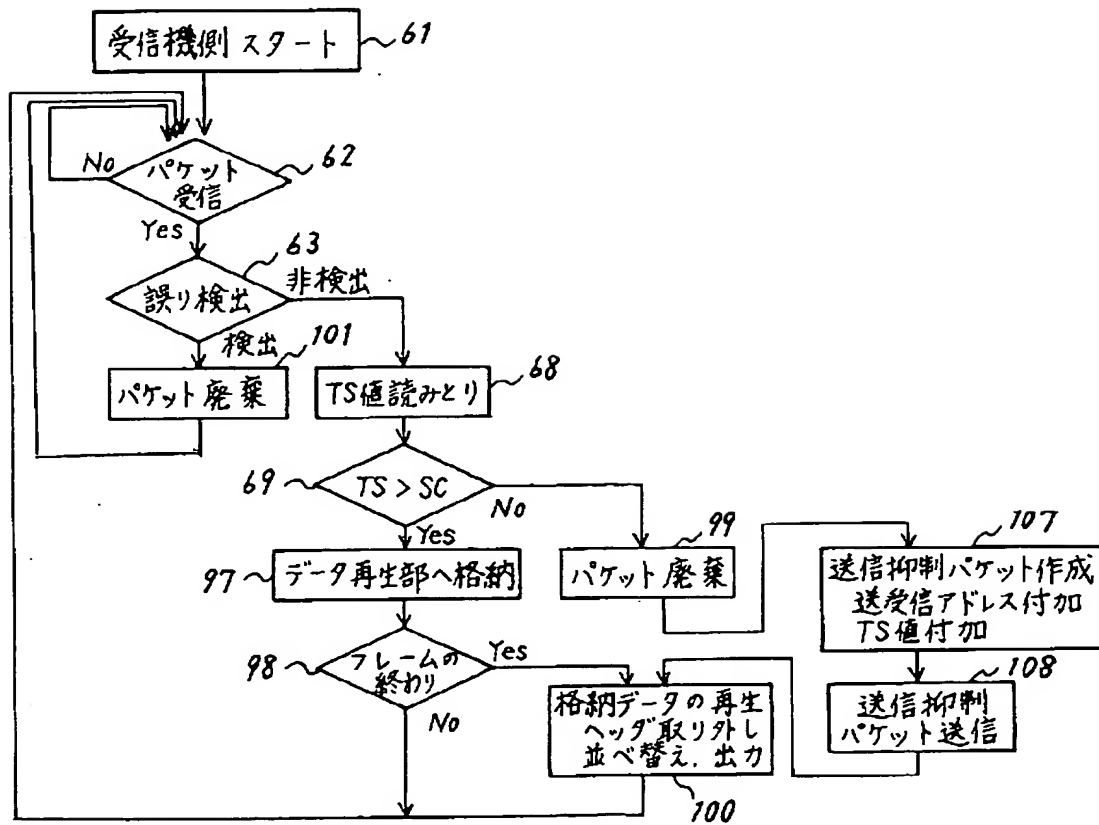 受信機側 スタート
61
No
パケット
受信
62
Yes
63
誤り検出
非検出
検出
101
パケット 廃棄
TS値読みとり
68
69
TS > SC
No
Yes
97
データ再生部へ格納
99
パケット 廃棄
107
送信抑制パケット作成
送受信アドレス付加
TS値付加
98
フレームの
終わり
Yes
No
108
送信抑制
パケット送信
格納データの再生
ヘッダ取り外し
並べ替え、出力
100